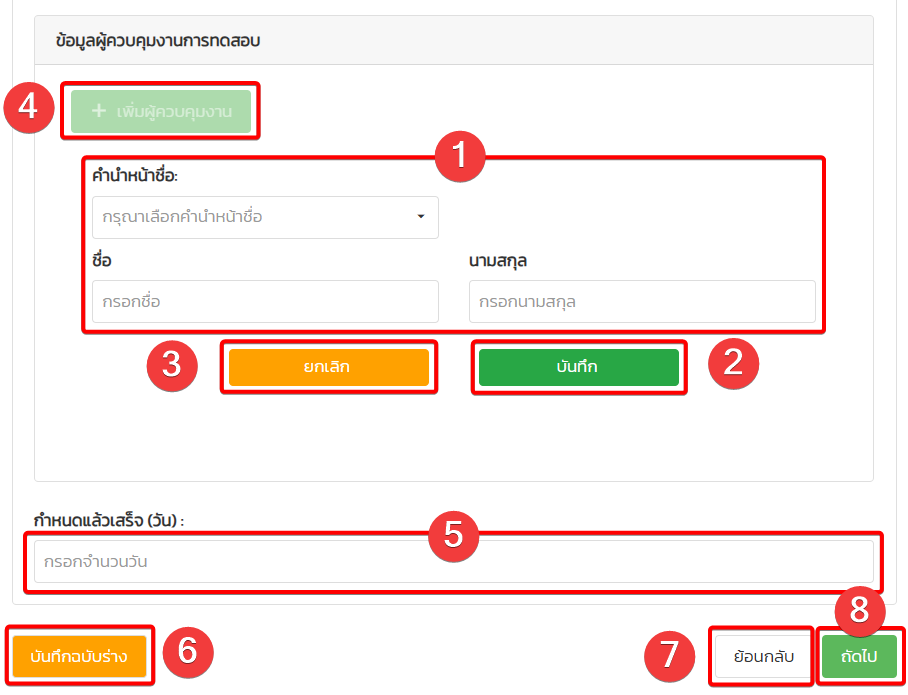 ข้อมูลผู้ควบคุมงานการทดสอบ
4
+ เพิ่มผู้ควบคุมงาน
1
คำนำหน้าชื่อ:
กรุณาเลือกคำนำหน้าชื่อ
ชื่อ นามสกุล
กรอกชื่อ กรอกนามสกุล
3 ยกเลิก บันทึก 2
กำหนดแล้วเสร็จ (วัน) :
5
กรอกจำนวนวัน
8
บันทึกฉบับร่าง 6 7 ย้อนกลับ ถัดไป